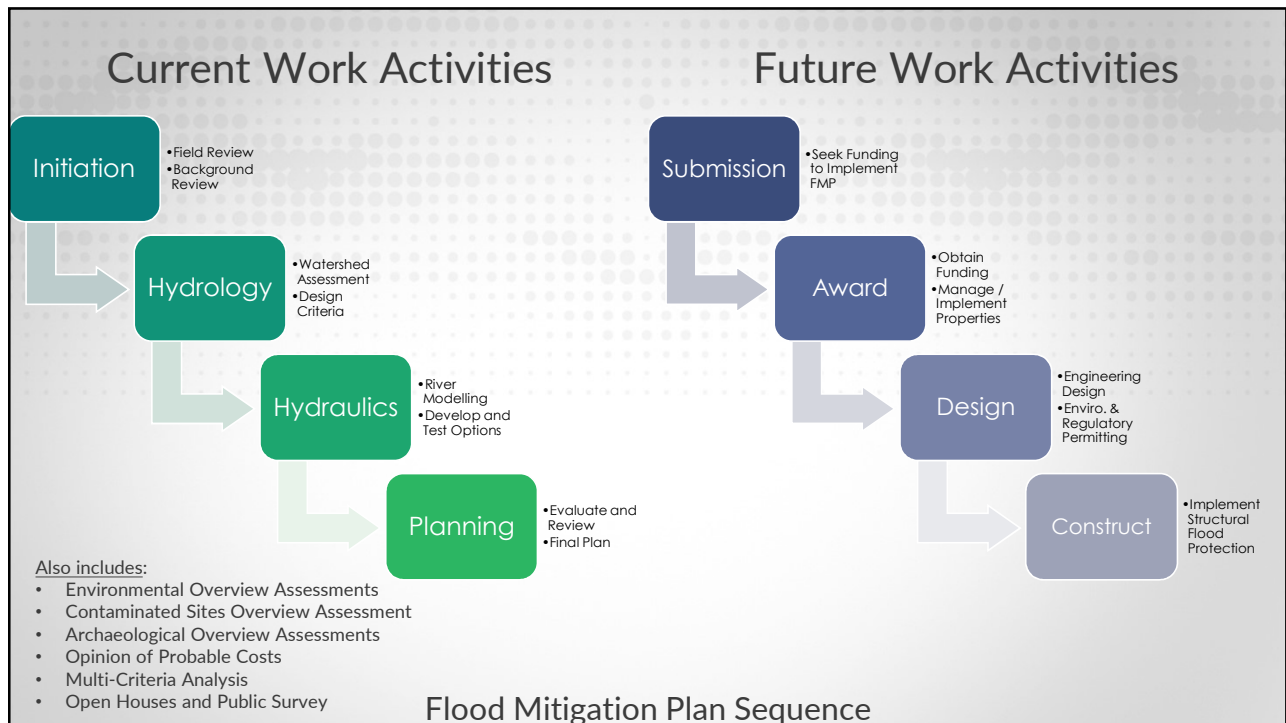 Current Work Activities
Initiation
•Field Review
•Background
Review
Hydrology
•Watershed
Assessment
•Design
Criteria
Hydraulics
•River
Modelling
•Develop and
Test Options
Planning
•Evaluate and
Review
•Final Plan
Also includes:
• Environmental Overview Assessments
• Contaminated Sites Overview Assessment
• Archaeological Overview Assessments
• Opinion of Probable Costs
• Multi-Criteria Analysis
• Open Houses and Public Survey
Future Work Activities
Submission
•Seek Funding
to Implement
FMP
Award
•Obtain
Funding
•Manage /
Implement
Properties
Design
•Engineering
Design
•Enviro. &
Regulatory
Permitting
Construct
•Implement
Structural
Flood
Protection
Flood Mitigation Plan Sequence